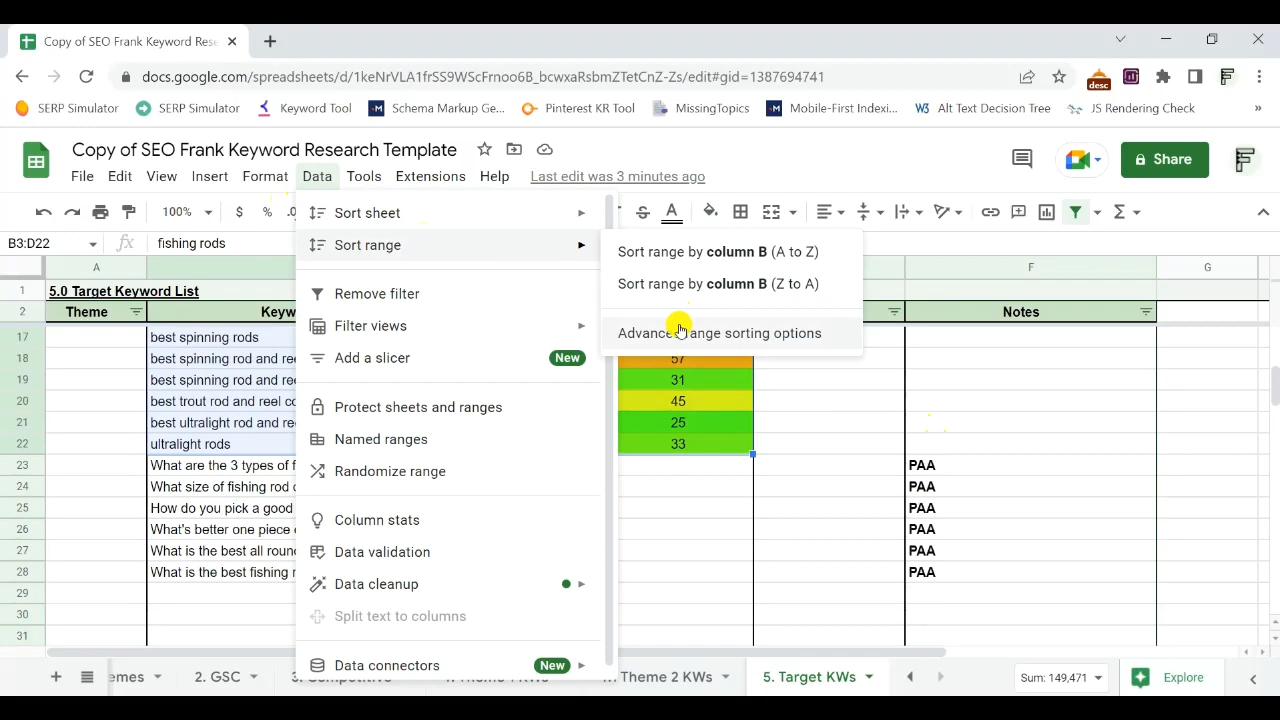 Copy of SEO Frank Keyword Rese
docs.google.com/spreadsheets/d/1keNrVLA1frSS9WScFrnoo6B_bcwxaRsbmZTetCnZ-Zs/edit#gid=1387694741
desc
SERP Simulator SERP Simulator Keyword Tool Schema Markup Ge... Pinterest KR Tool MissingTopics Mobile-First Indexi... Alt Text Decision Tree JS Rendering Check »
Copy of SEO Frank Keyword Research Template
Share
File Edit View Insert Format Data Tools Extensions Help Last edit was 3 minutes ago
100% $ % .0
B3:D22 fx fishing rods
A F G
1 5.0 Target Keyword List
2 Theme Keyw Notes
17 best spinning rods
18 best spinning rod and ree 57
19 best spinning rod and ree 31
20 best trout rod and reel co 45
21 best ultralight rod and ree 25
22 ultralight rods 33
23 What are the 3 types of f PAA
24 What size of fishing rod PAA
25 How do you pick a good PAA
26 What's better one piece PAA
27 What is the best all roun PAA
28 What is the best fishing PAA
29
30
31
Sort sheet
Sort range
Remove filter
Filter views
Add a slicer New
Protect sheets and ranges
Named ranges
Randomize range
Column stats
Data validation
Data cleanup
Split text to columns
Data connectors New
Sort range by column B (A to Z)
Sort range by column B (Z to A)
Advanced range sorting options
emes 2. GSC Theme 2 KWs 5. Target KWs Sum: 149,471 Explore